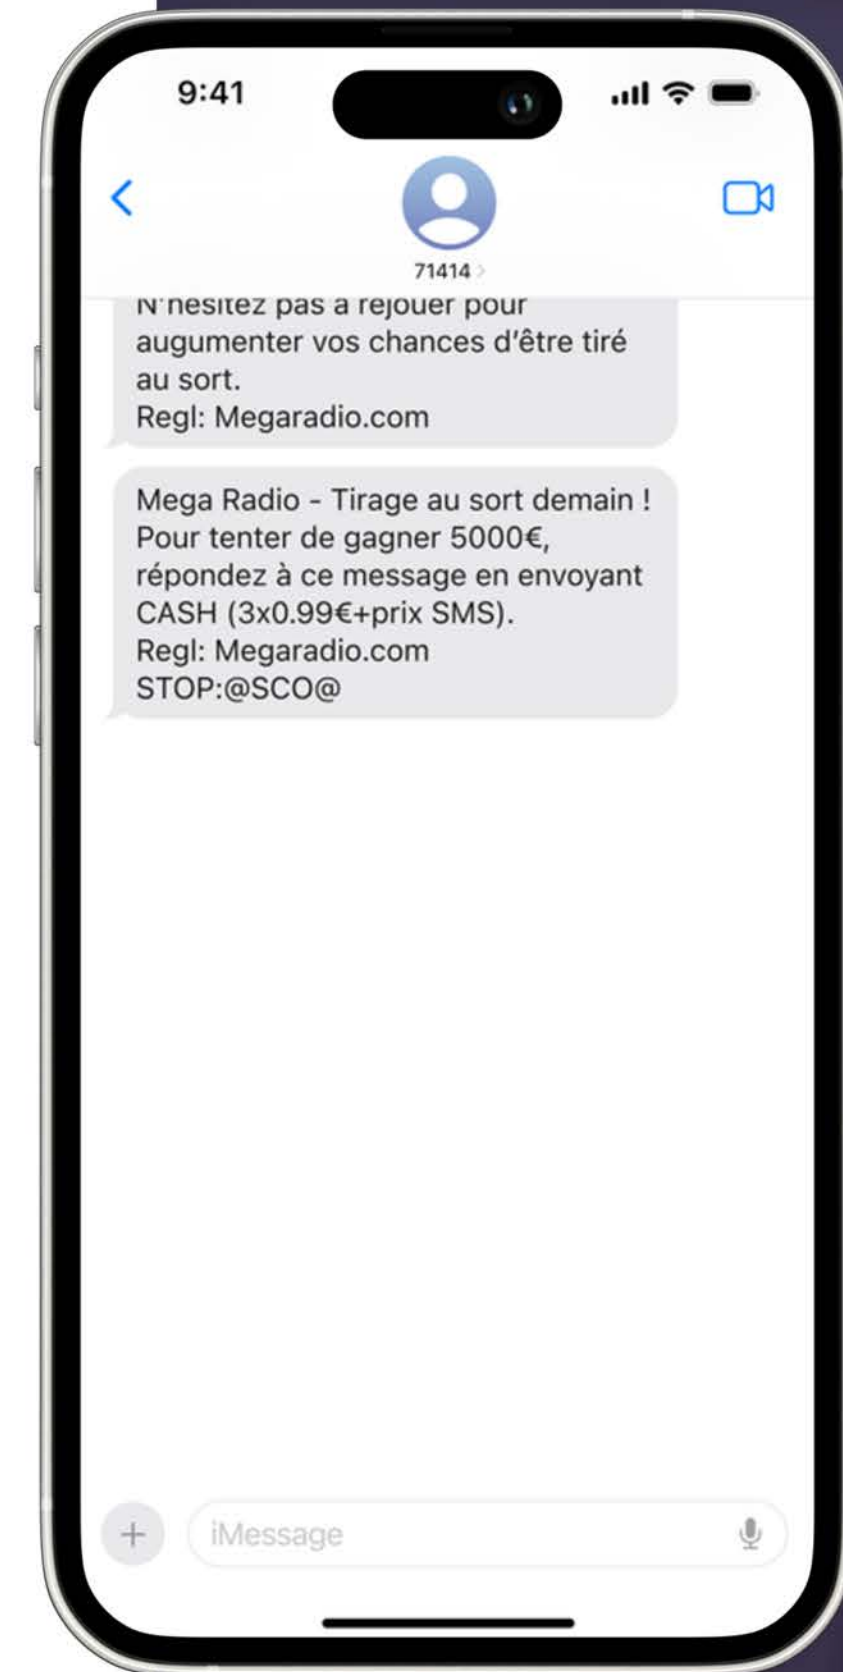 9:41
71414
N'hésitez pas à rejouer pour
augumenter vos chances d'être tiré
au sort.
Regl: Megaradio.com
Mega Radio - Tirage au sort demain !
Pour tenter de gagner 5000€,
répondez à ce message en envoyant
CASH (3x0.99€+prix SMS).
Regl: Megaradio.com
STOP:@SCO@
iMessage